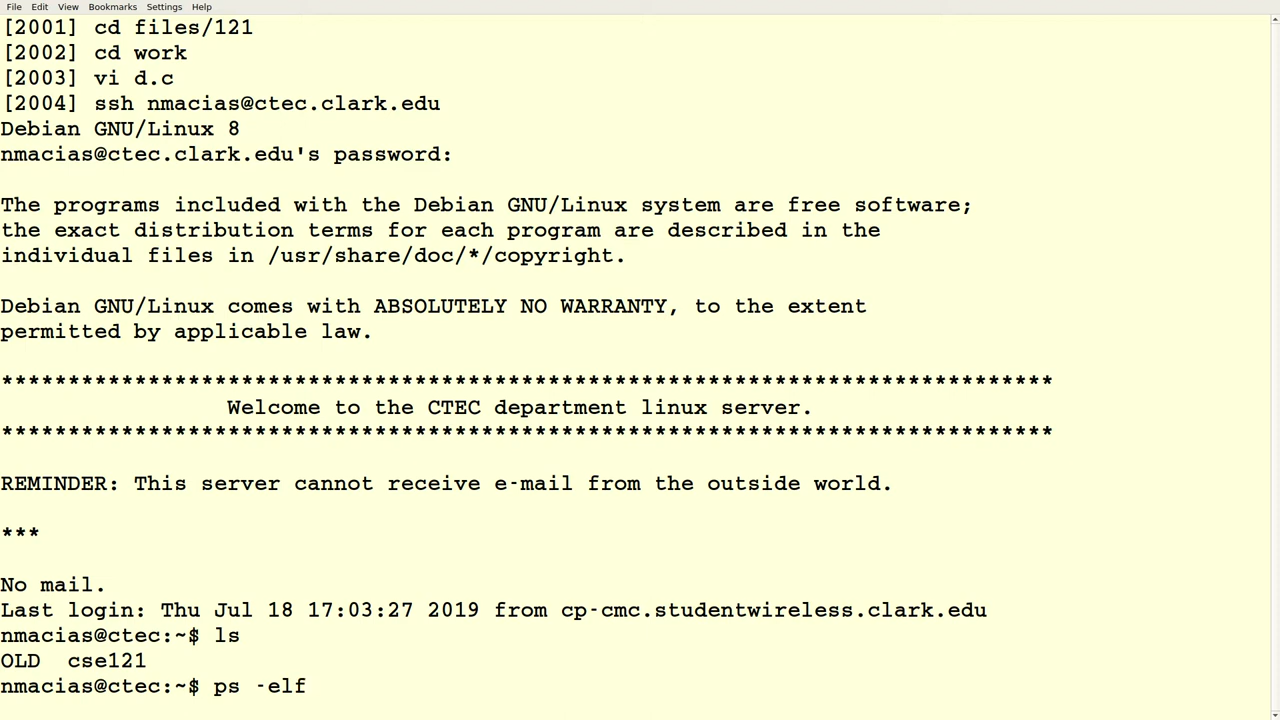 File Edit View Bookmarks Settings Help
[2001] cd files/121
[2002] cd work
[2003] vi d.c
[2004] ssh nmacias@ctec.clark.edu
Debian GNU/Linux 8
nmacias@ctec.clark.edu's password:
The programs included with the Debian GNU/Linux system are free software;
the exact distribution terms for each program are described in the
individual files in /usr/share/doc/*/copyright.
Debian GNU/Linux comes with ABSOLUTELY NO WARRANTY, to the extent
permitted by applicable law.
*******************************************************************************
Welcome to the CTEC department linux server.
*******************************************************************************
REMINDER: This server cannot receive e-mail from the outside world.
***
No mail.
Last login: Thu Jul 18 17:03:27 2019 from cp-cmc.studentwireless.clark.edu
nmacias@ctec:~$ ls
OLD  cse121
nmacias@ctec:~$ ps -elf